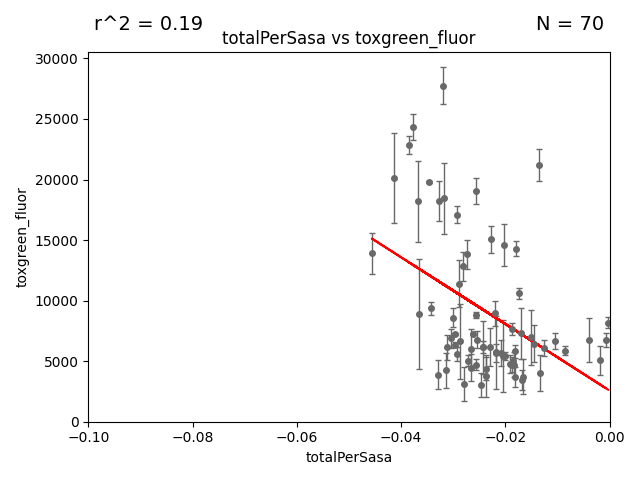 r^2 = 0.19
N = 70
totalPerSasa vs toxgreen_fluor
30000
25000
20000
15000
10000
5000
0
toxgreen_fluor
−0.10
−0.08
−0.06
−0.04
−0.02
0.00
totalPerSasa